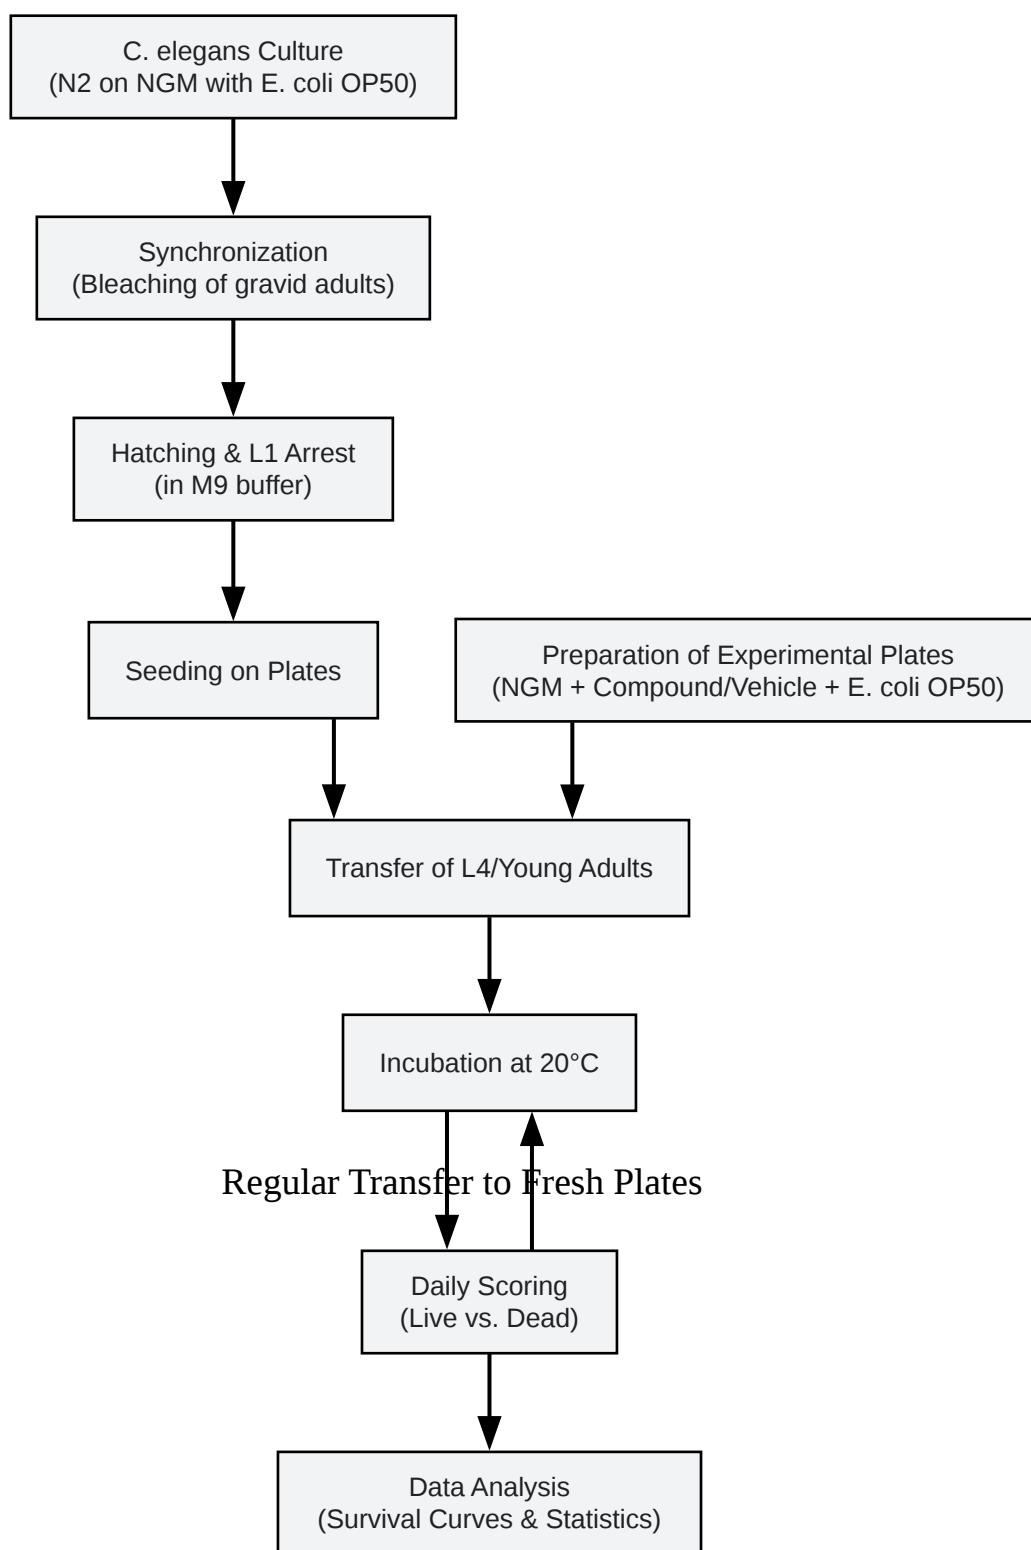 C. elegans Culture
(N2 on NGM with E. coli OP50)
Synchronization
(Bleaching of gravid adults)
Hatching & L1 Arrest
(in M9 buffer)
Seeding on Plates
Preparation of Experimental Plates
(NGM + Compound/Vehicle + E. coli OP50)
Transfer of L4/Young Adults
Incubation at 20°C
Regular Transfer to Fresh Plates
Daily Scoring
(Live vs. Dead)
Data Analysis
(Survival Curves & Statistics)